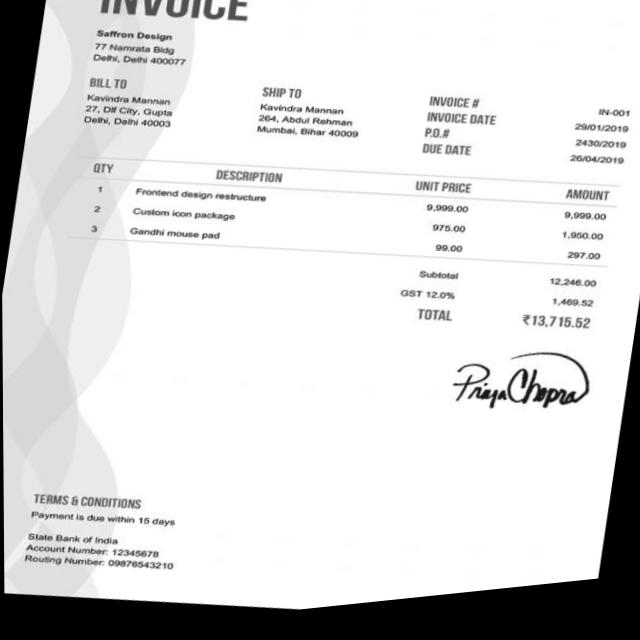 INVOICE
Saffron Design
77 Namrata Bldg
Delhi, Delhi 400077
BILL TO
Kavindra Mannan
27, Dlf City, Gupta
Delhi, Delhi 40003
SHIP TO
Kavindra Mannan
264, Abdul Rehman
Mumbai, Bihar 40009
INVOICE # IN-001
INVOICE DATE 29/01/2019
P.O.# 2430/2019
DUE DATE 26/04/2019
QTY DESCRIPTION UNIT PRICE AMOUNT
1 Frontend design restructure 9,999.00 9,999.00
2 Custom icon package 975.00 1,950.00
3 Gandhi mouse pad 99.00 297.00
Subtotal 12,246.00
GST 12.0% 1,469.52
TOTAL ₹13,715.52
Priya Chopra
TERMS & CONDITIONS
Payment is due within 15 days
State Bank of India
Account Number: 12345678
Routing Number: 09876543210